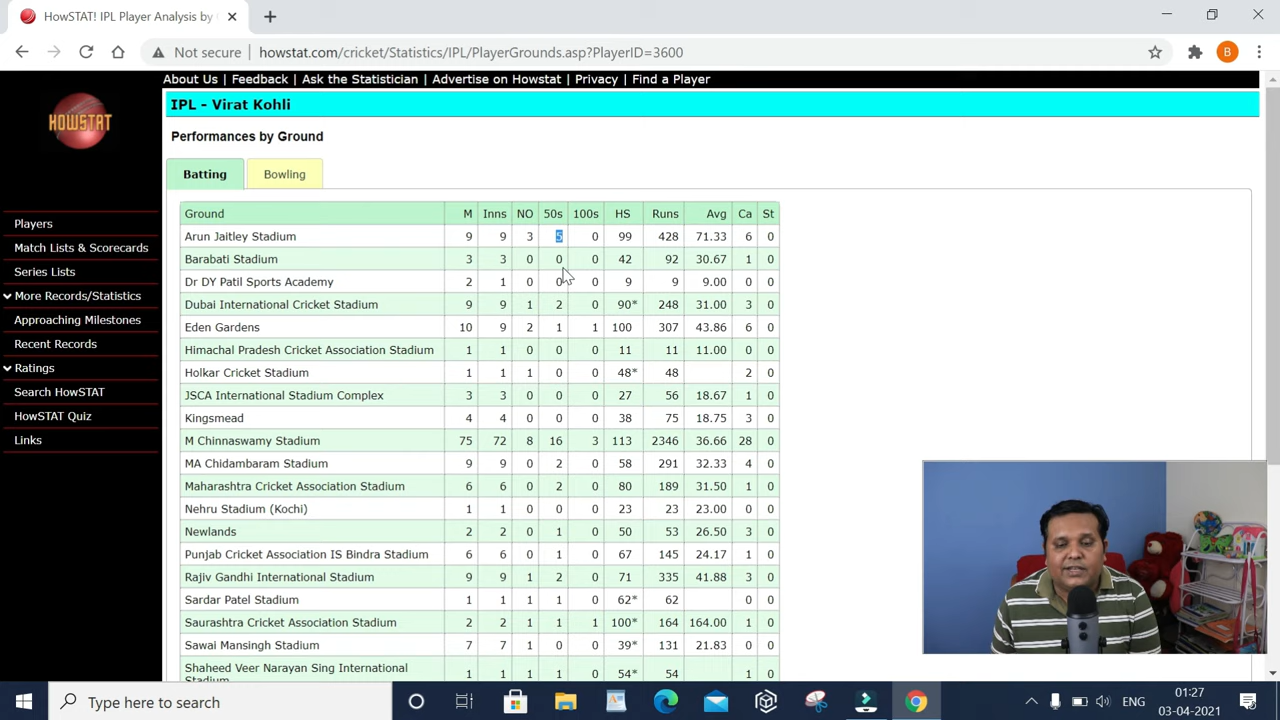 HowSTAT! IPL Player Analysis by
Not secure | howstat.com/cricket/Statistics/IPL/PlayerGrounds.asp?PlayerID=3600
B
About Us | Feedback | Ask the Statistician | Advertise on Howstat | Privacy | Find a Player
HOWSTAT
IPL - Virat Kohli
Performances by Ground
Batting Bowling
Players
Match Lists & Scorecards
Series Lists
More Records/Statistics
Approaching Milestones
Recent Records
Ratings
Search HowSTAT
HowSTAT Quiz
Links
Ground M Inns NO 50s 100s HS Runs Avg Ca St
Arun Jaitley Stadium 9 9 3 5 0 99 428 71.33 6 0
Barabati Stadium 3 3 0 0 0 42 92 30.67 1 0
Dr DY Patil Sports Academy 2 1 0 0 0 9 9 9.00 0 0
Dubai International Cricket Stadium 9 9 1 2 0 90* 248 31.00 3 0
Eden Gardens 10 9 2 1 1 100 307 43.86 6 0
Himachal Pradesh Cricket Association Stadium 1 1 0 0 0 11 11 11.00 0 0
Holkar Cricket Stadium 1 1 1 0 0 48* 48 2 0
JSCA International Stadium Complex 3 3 0 0 0 27 56 18.67 1 0
Kingsmead 4 4 0 0 0 38 75 18.75 3 0
M Chinnaswamy Stadium 75 72 8 16 3 113 2346 36.66 28 0
MA Chidambaram Stadium 9 9 0 2 0 58 291 32.33 4 0
Maharashtra Cricket Association Stadium 6 6 0 2 0 80 189 31.50 1 0
Nehru Stadium (Kochi) 1 1 0 0 0 23 23 23.00 0 0
Newlands 2 2 0 1 0 50 53 26.50 3 0
Punjab Cricket Association IS Bindra Stadium 6 6 0 1 0 67 145 24.17 1 0
Rajiv Gandhi International Stadium 9 9 1 2 0 71 335 41.88 3 0
Sardar Patel Stadium 1 1 1 1 0 62* 62 0 0
Saurashtra Cricket Association Stadium 2 2 1 1 1 100* 164 164.00 1 0
Sawai Mansingh Stadium 7 7 1 0 0 39* 131 21.83 0 0
Shaheed Veer Narayan Sing International
Stadium 1 1 1 1 0 54* 54 1 0
Type here to search
ENG
01:27
03-04-2021